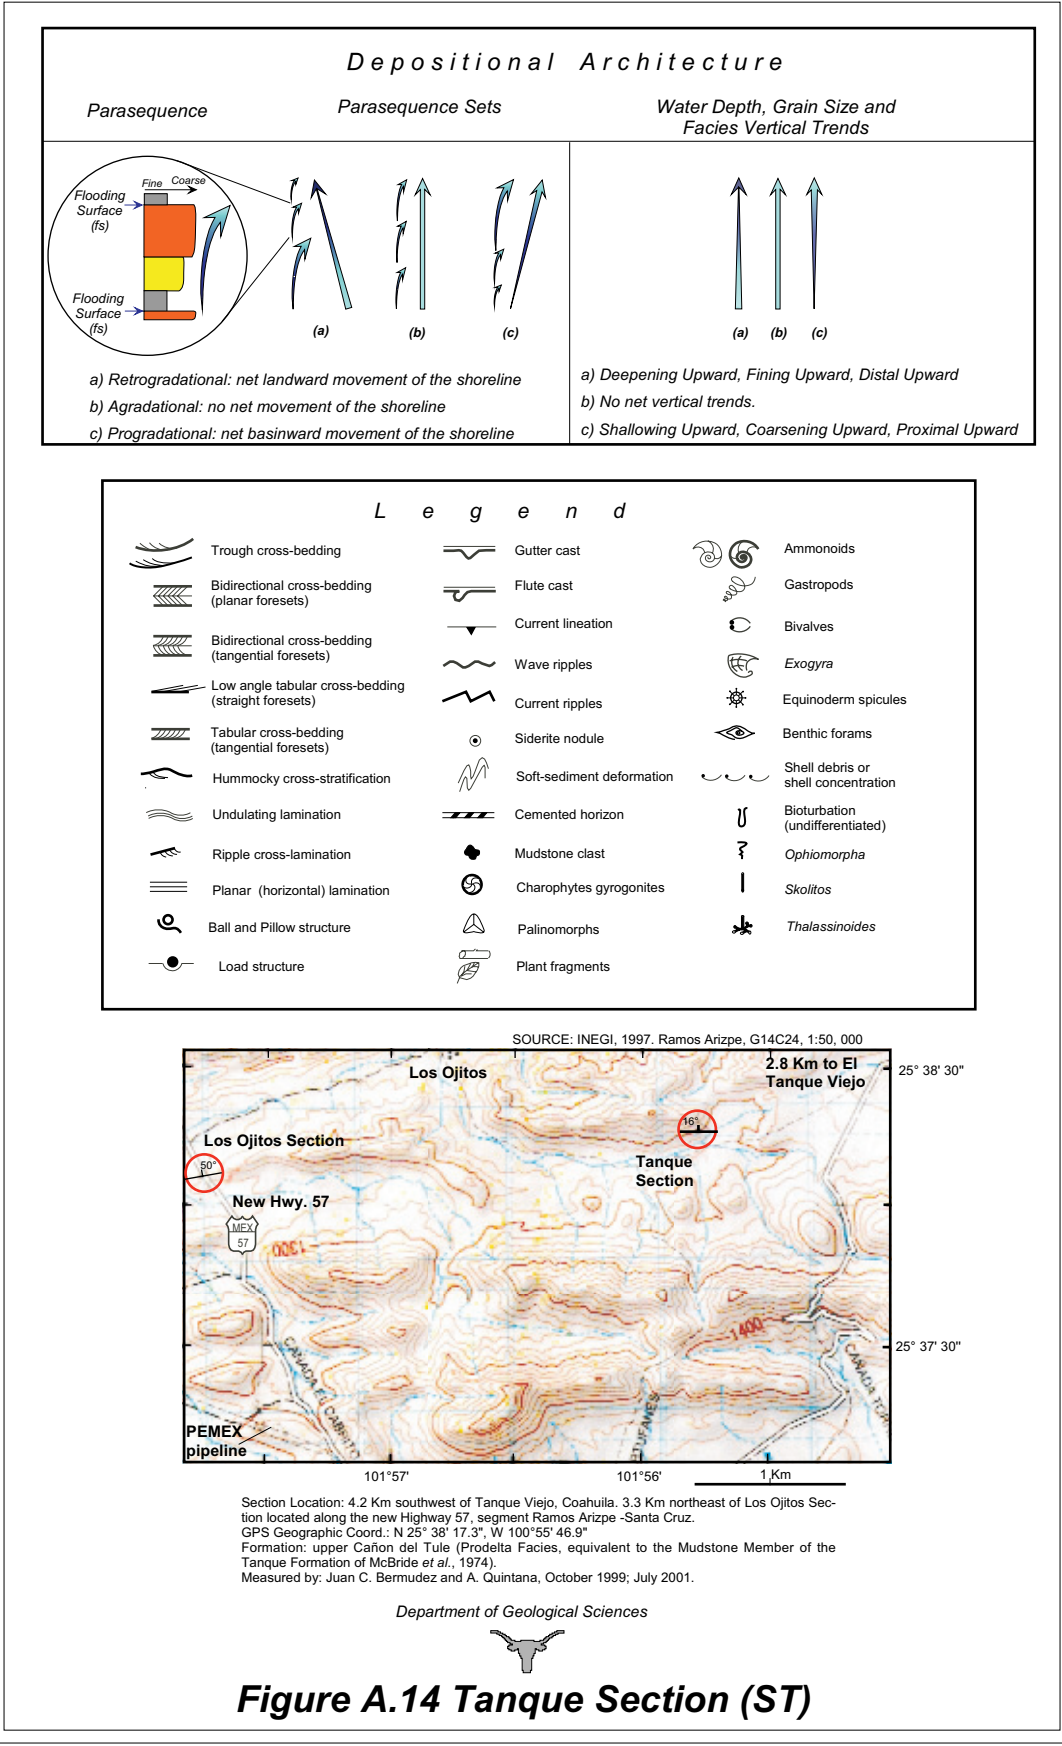 Depositional Architecture
Parasequence
Parasequence Sets
Water Depth, Grain Size and
Facies Vertical Trends
Flooding
Surface
(fs)
Fine
Coarse
Flooding
Surface
(fs)
(a)
(b)
(c)
(a)
(b)
(c)
a) Retrogradational: net landward movement of the shoreline
b) Agradational: no net movement of the shoreline
c) Progradational: net basinward movement of the shoreline
a) Deepening Upward, Fining Upward, Distal Upward
b) No net vertical trends.
c) Shallowing Upward, Coarsening Upward, Proximal Upward
Legend
Trough cross-bedding
Bidirectional cross-bedding
(planar foresets)
Bidirectional cross-bedding
(tangential foresets)
Low angle tabular cross-bedding
(straight foresets)
Tabular cross-bedding
(tangential foresets)
Hummocky cross-stratification
Undulating lamination
Ripple cross-lamination
Planar (horizontal) lamination
Ball and Pillow structure
Load structure
Gutter cast
Flute cast
Current lineation
Wave ripples
Current ripples
Siderite nodule
Soft-sediment deformation
Cemented horizon
Mudstone clast
Charophytes gyrogonites
Palinomorphs
Plant fragments
Ammonoids
Gastropods
Bivalves
Exogyra
Equinoderm spicules
Benthic forams
Shell debris or
shell concentration
Bioturbation
(undifferentiated)
Ophiomorpha
Skolitos
Thalassinoides
SOURCE: INEGI, 1997. Ramos Arizpe, G14C24, 1:50, 000
Los Ojitos
2.8 Km to El
Tanque Viejo
25° 38' 30"
16°
Los Ojitos Section
50°
Tanque
Section
New Hwy. 57
MEX
57
1300
1400
25° 37' 30"
CAÑADA EL
CAÑADA
PEMEX
pipeline
101°57'
101°56'
1 Km
Section Location: 4.2 Km southwest of Tanque Viejo, Coahuila. 3.3 Km northeast of Los Ojitos Sec-
tion located along the new Highway 57, segment Ramos Arizpe -Santa Cruz.
GPS Geographic Coord.: N 25° 38' 17.3", W 100°55' 46.9"
Formation: upper Cañon del Tule (Prodelta Facies, equivalent to the Mudstone Member of the
Tanque Formation of McBride et al., 1974).
Measured by: Juan C. Bermudez and A. Quintana, October 1999; July 2001.
Department of Geological Sciences
Figure A.14 Tanque Section (ST)